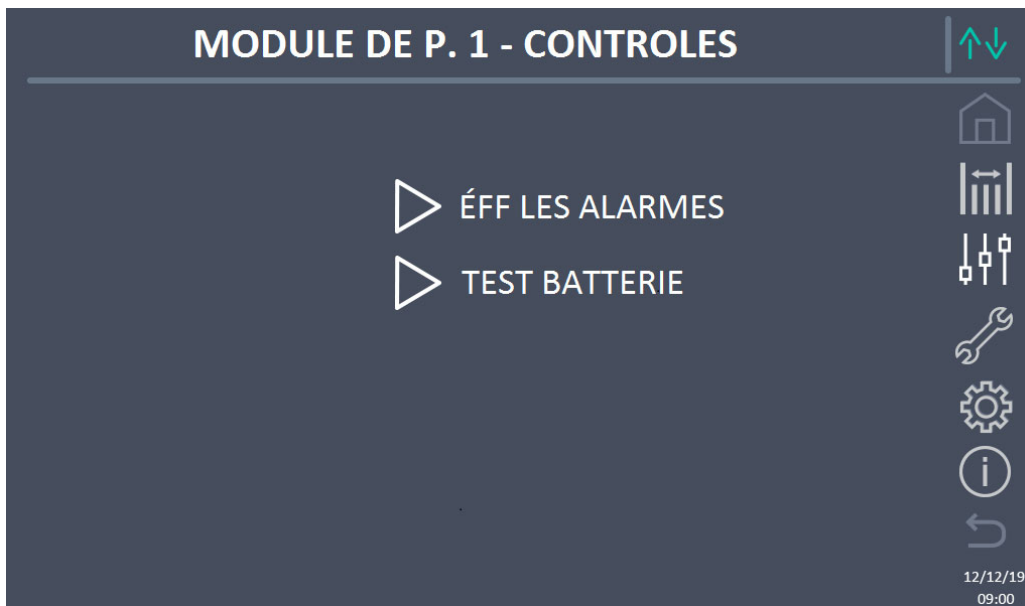 MODULE DE P. 1 - CONTROLES
ÉFF LES ALARMES
TEST BATTERIE
12/12/19
09:00